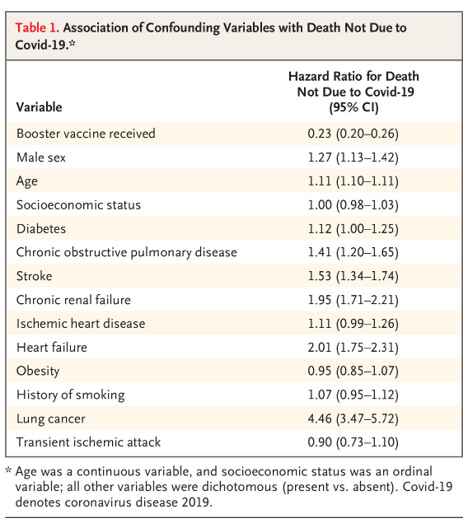 Table 1. Association of Confounding Variables with Death Not Due to
Covid-19.*
Hazard Ratio for Death
Not Due to Covid-19
Variable (95% CI)
Booster vaccine received 0.23 (0.20–0.26)
Male sex 1.27 (1.13–1.42)
Age 1.11 (1.10–1.11)
Socioeconomic status 1.00 (0.98–1.03)
Diabetes 1.12 (1.00–1.25)
Chronic obstructive pulmonary disease 1.41 (1.20–1.65)
Stroke 1.53 (1.34–1.74)
Chronic renal failure 1.95 (1.71–2.21)
Ischemic heart disease 1.11 (0.99–1.26)
Heart failure 2.01 (1.75–2.31)
Obesity 0.95 (0.85–1.07)
History of smoking 1.07 (0.95–1.12)
Lung cancer 4.46 (3.47–5.72)
Transient ischemic attack 0.90 (0.73–1.10)
* Age was a continuous variable, and socioeconomic status was an ordinal
variable; all other variables were dichotomous (present vs. absent). Covid-19
denotes coronavirus disease 2019.